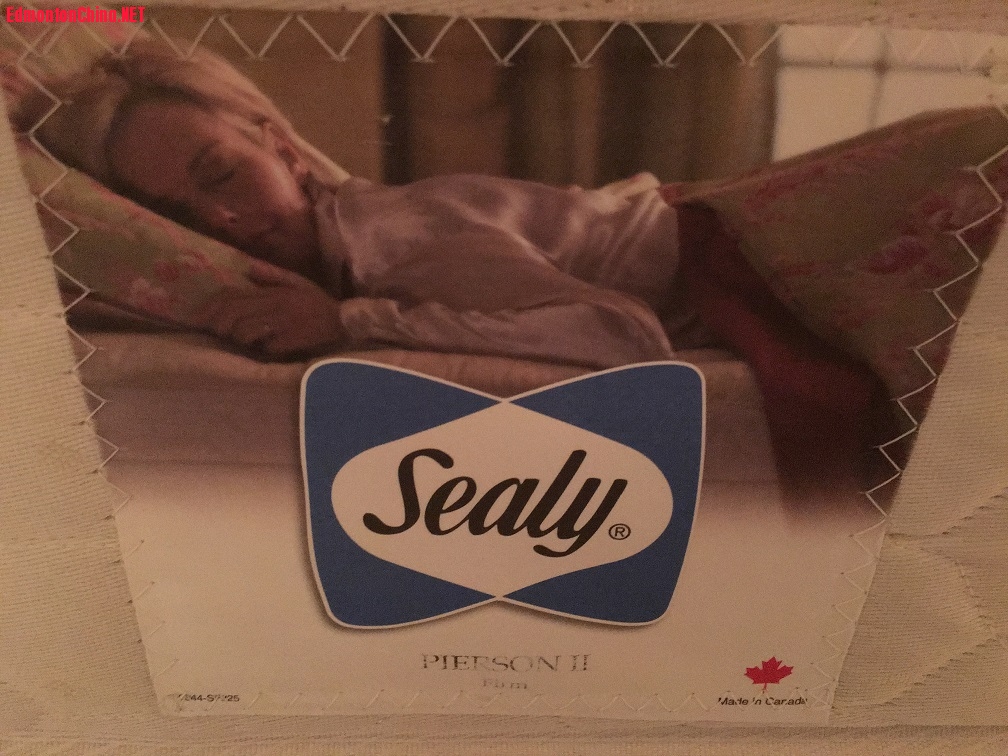 EdmontonChina.NET
Sealy®
PIERSON II
Firm
Made in Canada